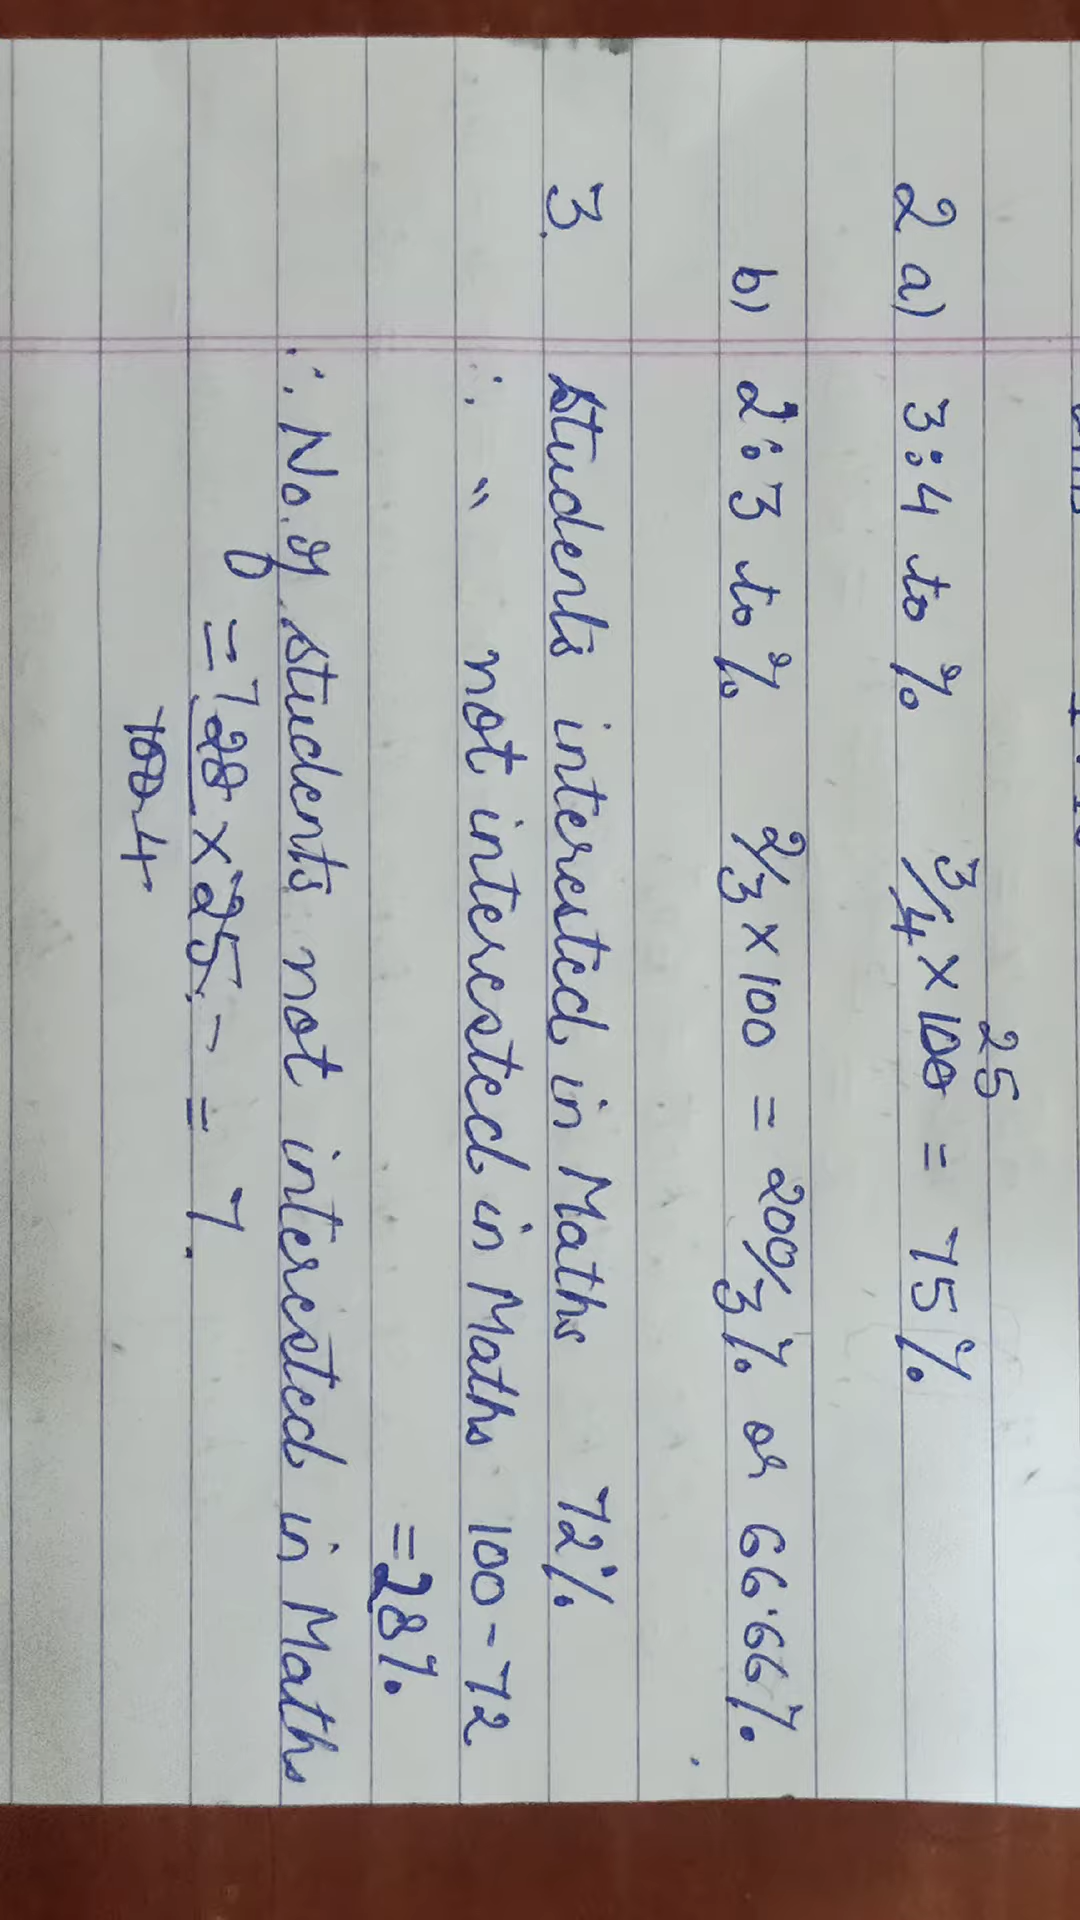 25
2 a) 3:4 to % 3/4 × 100 = 75%
b) 2:3 to % 2/3 × 100 = 200/3 % or 66.66%
3. Students interested in Maths 72%
∴ " not interested in Maths 100-72
= 28%
∴ No. of students not interested in Maths
= 7 28 × 25 = 7.
100 4